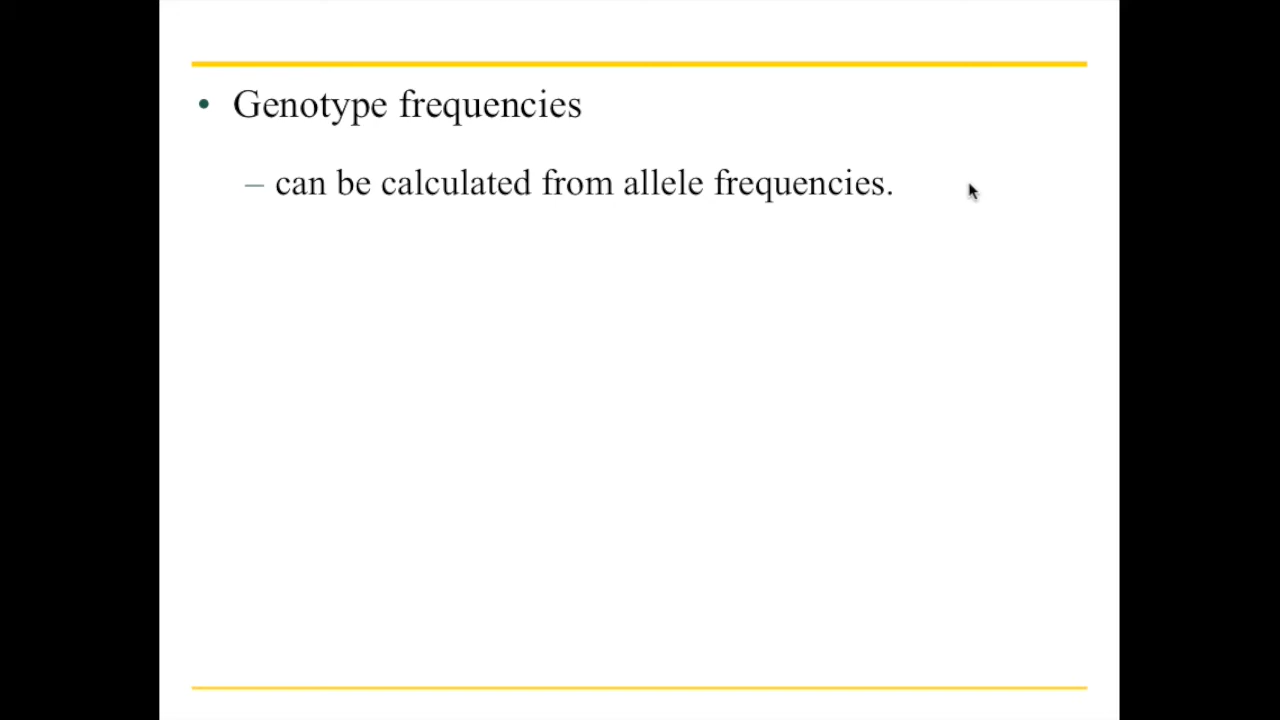 • Genotype frequencies
– can be calculated from allele frequencies.